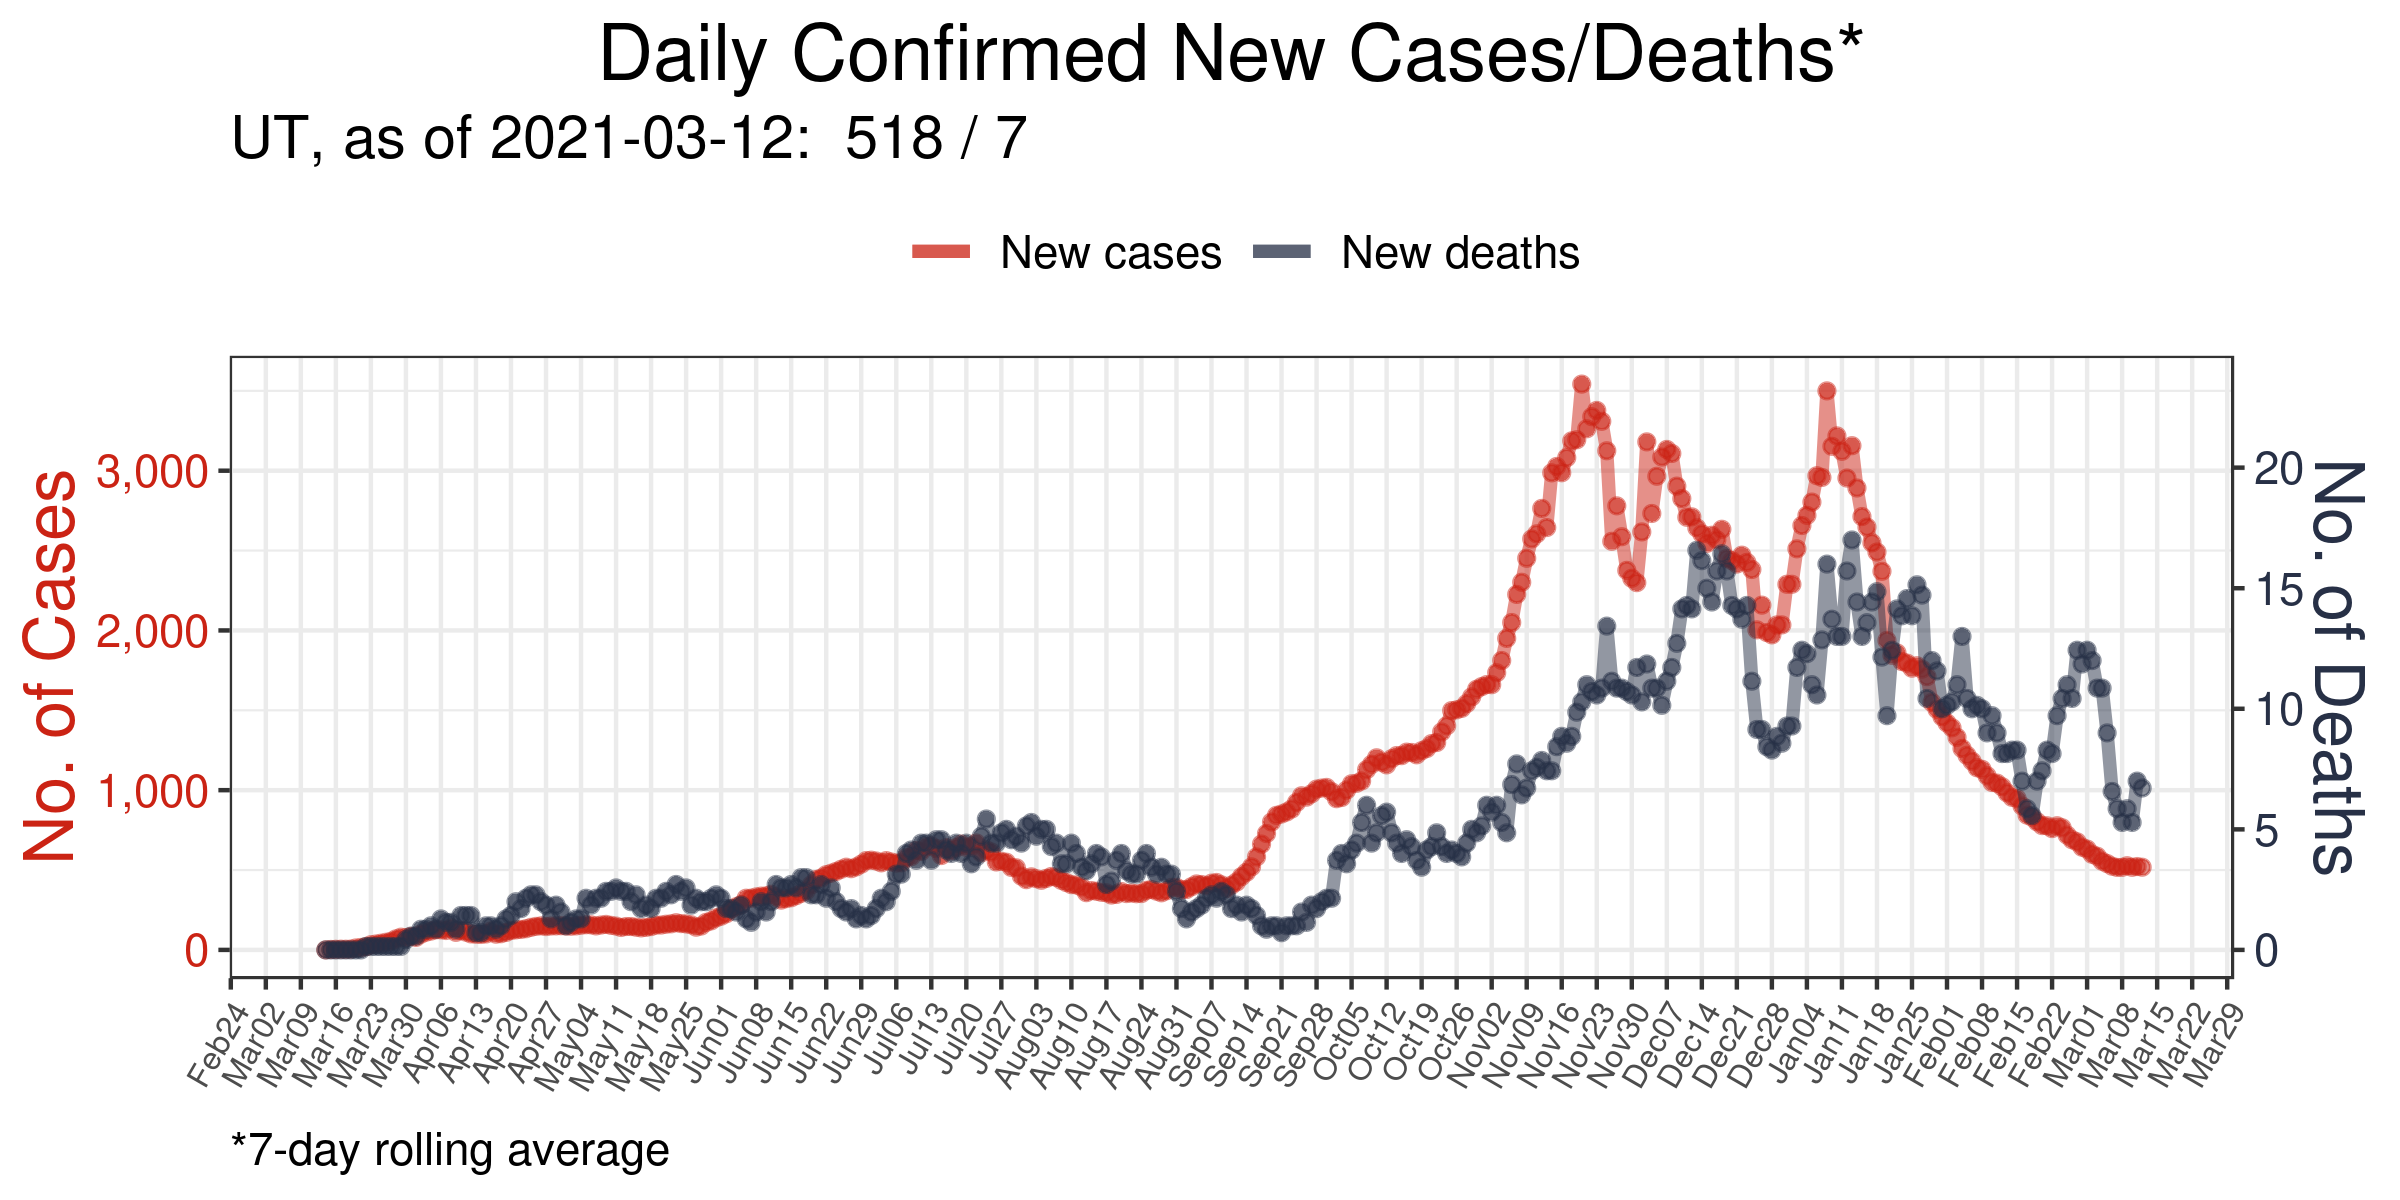 Daily Confirmed New Cases/Deaths*
UT, as of 2021-03-12:  518 / 7
New cases
New deaths
No. of Cases
3,000
2,000
1,000
0
20
15
10
5
0
No. of Deaths
Feb24
Mar02
Mar09
Mar16
Mar23
Mar30
Apr06
Apr13
Apr20
Apr27
May04
May11
May18
May25
Jun01
Jun08
Jun15
Jun22
Jun29
Jul06
Jul13
Jul20
Jul27
Aug03
Aug10
Aug17
Aug24
Aug31
Sep07
Sep14
Sep21
Sep28
Oct05
Oct12
Oct19
Oct26
Nov02
Nov09
Nov16
Nov23
Nov30
Dec07
Dec14
Dec21
Dec28
Jan04
Jan11
Jan18
Jan25
Feb01
Feb08
Feb15
Feb22
Mar01
Mar08
Mar15
Mar22
Mar29
*7-day rolling average